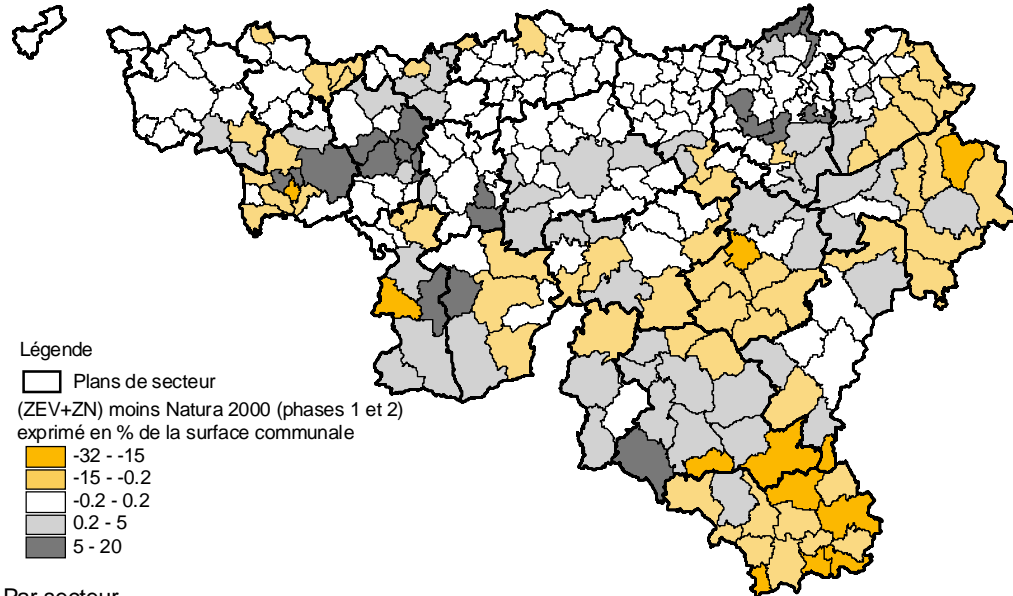 Légende
Plans de secteur
(ZEV+ZN) moins Natura 2000 (phases 1 et 2)
exprimé en % de la surface communale
-32 - -15
-15 - -0.2
-0.2 - 0.2
0.2 - 5
5 - 20
Par secteur